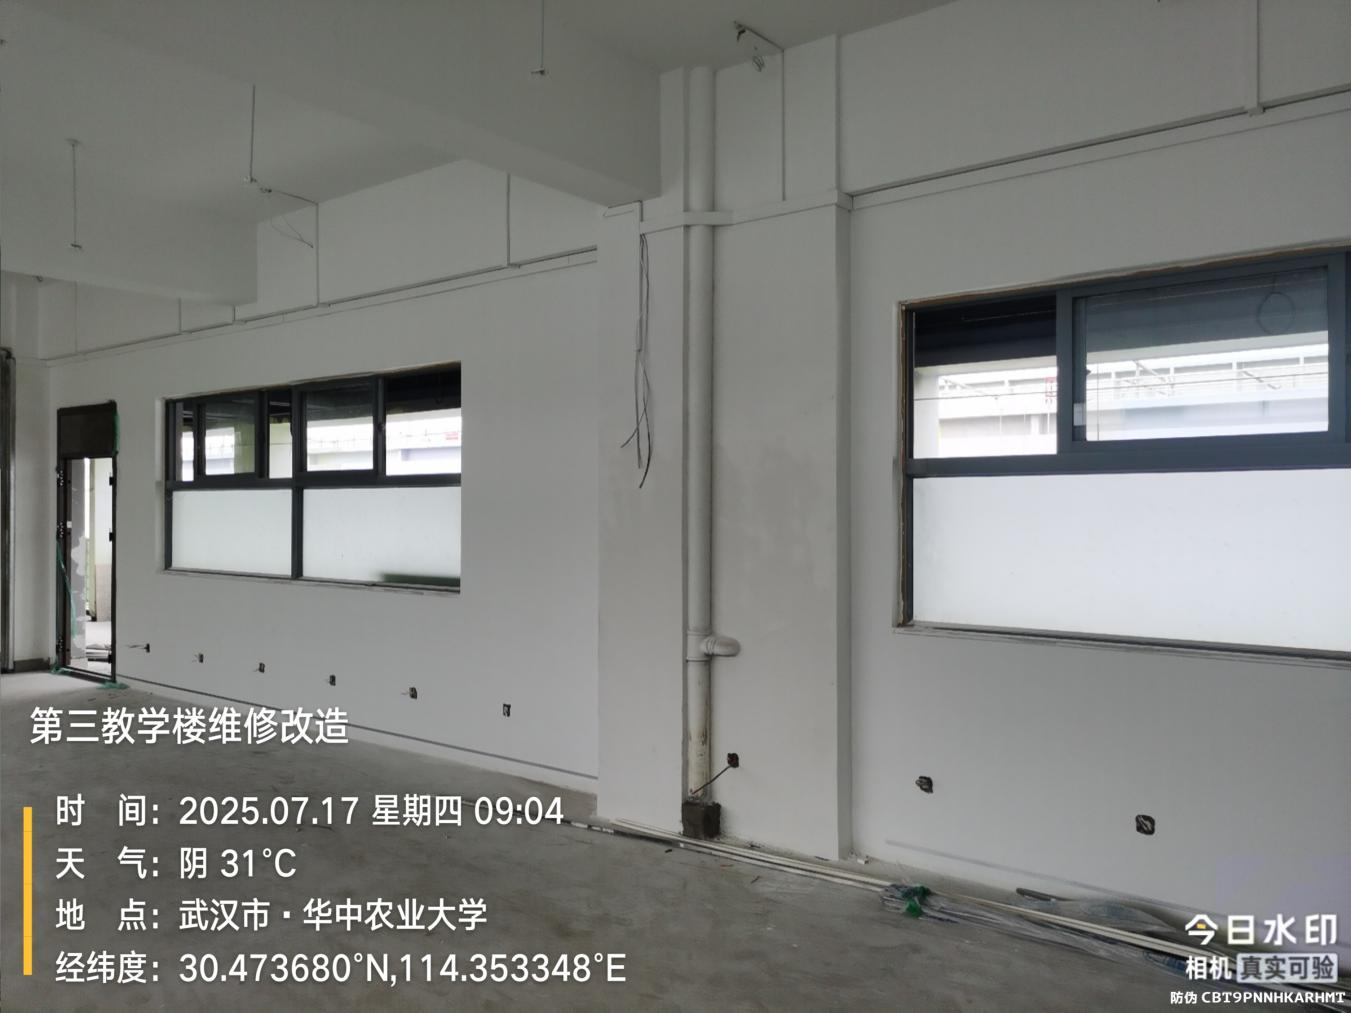 第三教学楼维修改造
时 间：2025.07.17 星期四 09:04
天 气：阴 31°C
地 点：武汉市·华中农业大学
经纬度：30.473680°N,114.353348°E
今日水印
相机 真实可验
防伪 CBT9PNNHKARHMT